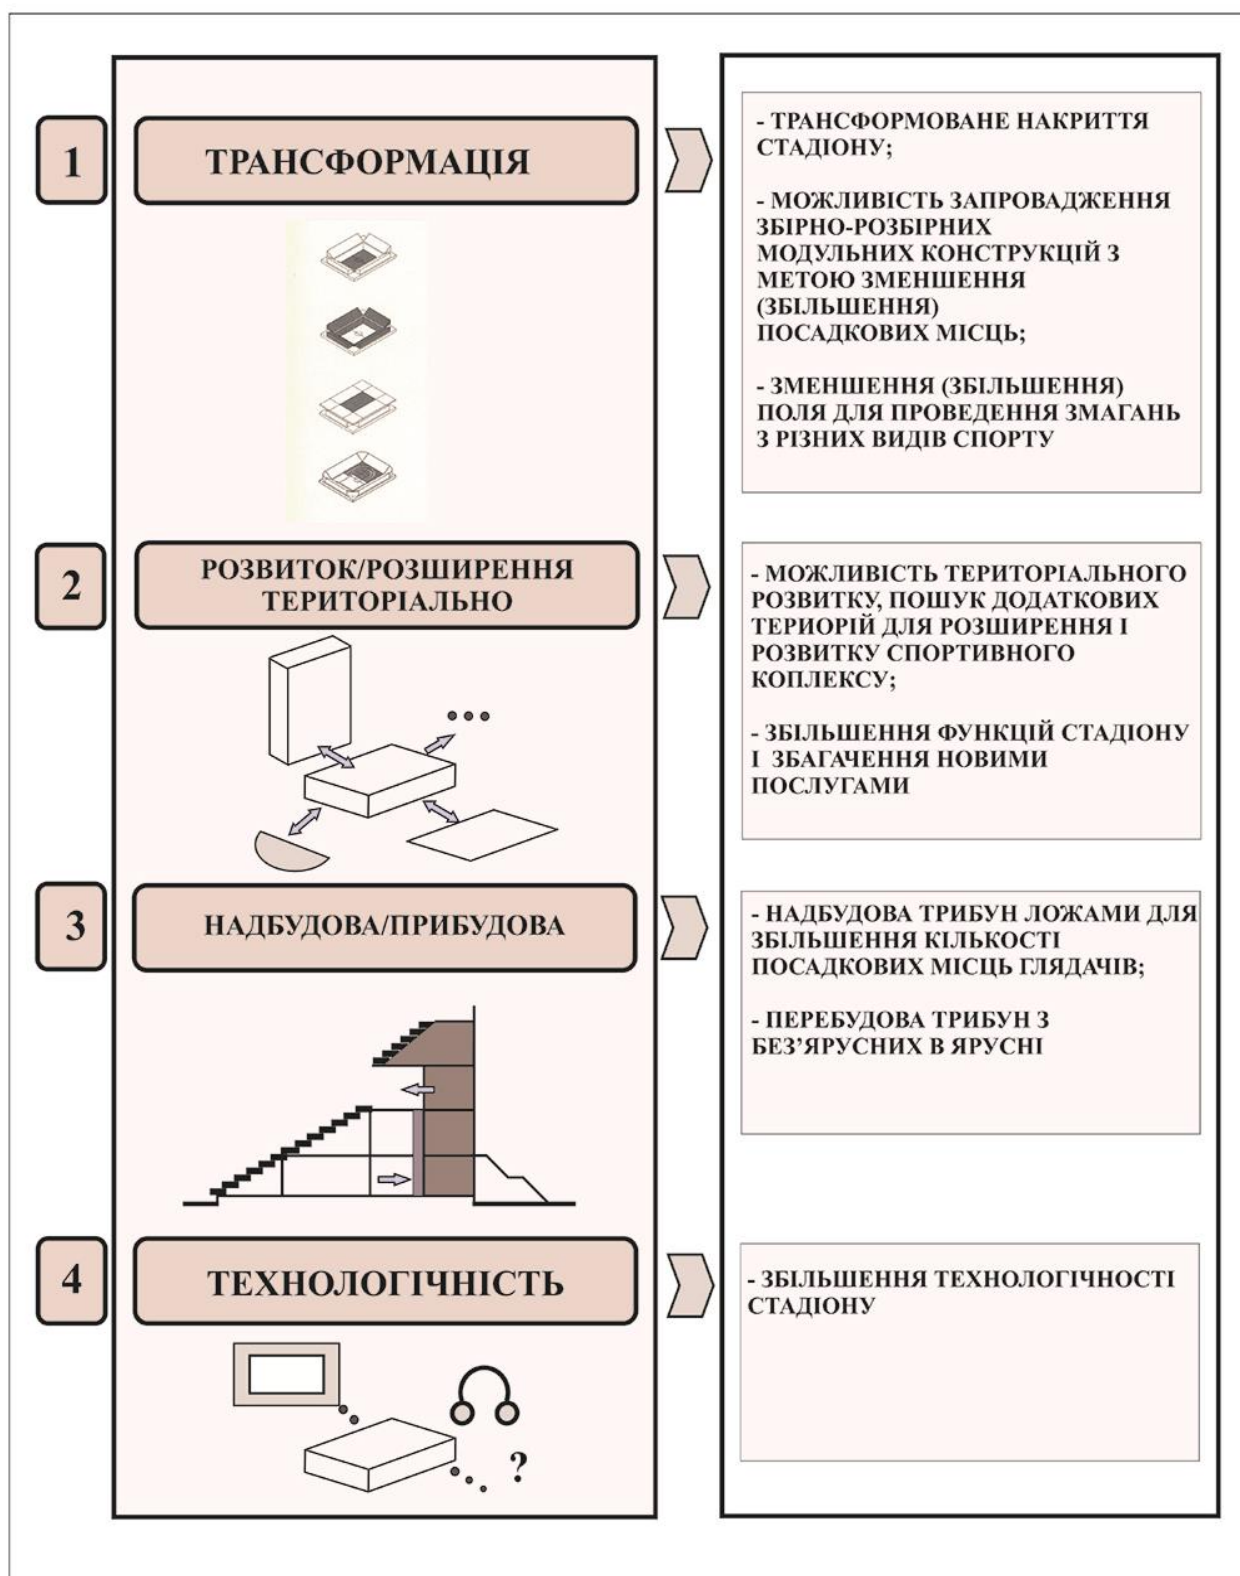 1
ТРАНСФОРМАЦІЯ
- ТРАНСФОРМОВАНЕ НАКРИТТЯ
СТАДІОНУ;
- МОЖЛИВІСТЬ ЗАПРОВАДЖЕННЯ
ЗБІРНО-РОЗБІРНИХ
МОДУЛЬНИХ КОНСТРУКЦІЙ З
МЕТОЮ ЗМЕНШЕННЯ
(ЗБІЛЬШЕННЯ)
ПОСАДКОВИХ МІСЦЬ;
- ЗМЕНШЕННЯ (ЗБІЛЬШЕННЯ)
ПОЛЯ ДЛЯ ПРОВЕДЕННЯ ЗМАГАНЬ
З РІЗНИХ ВИДІВ СПОРТУ
2
РОЗВИТОК/РОЗШИРЕННЯ
ТЕРИТОРІАЛЬНО
- МОЖЛИВІСТЬ ТЕРИТОРІАЛЬНОГО
РОЗВИТКУ, ПОШУК ДОДАТКОВИХ
ТЕРИОРІЙ ДЛЯ РОЗШИРЕННЯ І
РОЗВИТКУ СПОРТИВНОГО
КОПЛЕКСУ;
- ЗБІЛЬШЕННЯ ФУНКЦІЙ СТАДІОНУ
І ЗБАГАЧЕННЯ НОВИМИ
ПОСЛУГАМИ
3
НАДБУДОВА/ПРИБУДОВА
- НАДБУДОВА ТРИБУН ЛОЖАМИ ДЛЯ
ЗБІЛЬШЕННЯ КІЛЬКОСТІ
ПОСАДКОВИХ МІСЦЬ ГЛЯДАЧІВ;
- ПЕРЕБУДОВА ТРИБУН З
БЕЗ’ЯРУСНИХ В ЯРУСНІ
4
ТЕХНОЛОГІЧНІСТЬ
- ЗБІЛЬШЕННЯ ТЕХНОЛОГІЧНОСТІ
СТАДІОНУ
?